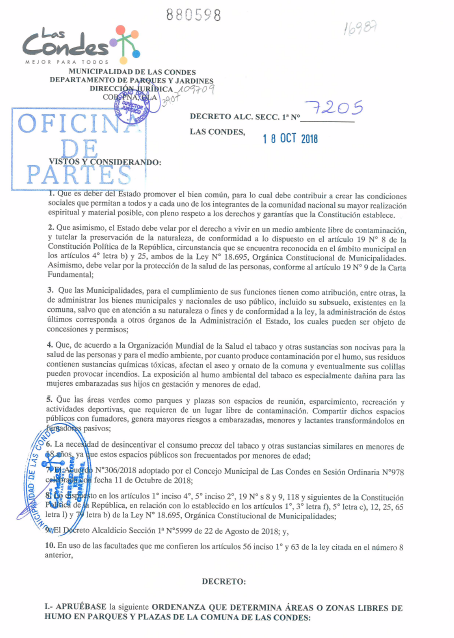 880598
16987
Las
Condes
MEJOR PARA TODOS
MUNICIPALIDAD DE LAS CONDES
DEPARTAMENTO DE PARQUES Y JARDINES
DIRECCIÓN JURÍDICA 109709
3907
DECRETO ALC. SECC. 1ª Nº 7205
LAS CONDES, 18 OCT 2018
OFICINA
DE
PARTES
VISTOS Y CONSIDERANDO:
1. Que es deber del Estado promover el bien común, para lo cual debe contribuir a crear las condiciones
sociales que permitan a todos y a cada uno de los integrantes de la comunidad nacional su mayor realización
espiritual y material posible, con pleno respeto a los derechos y garantías que la Constitución establece.
2. Que asimismo, el Estado debe velar por el derecho a vivir en un medio ambiente libre de contaminación,
y tutelar la preservación de la naturaleza, de conformidad a lo dispuesto en el artículo 19 N° 8 de la
Constitución Política de la República, circunstancia que se encuentra reconocida en el ámbito municipal en
los artículos 4° letra b) y 25, ambos de la Ley N° 18.695, Orgánica Constitucional de Municipalidades.
Asimismo, debe velar por la protección de la salud de las personas, conforme al artículo 19 N° 9 de la Carta
Fundamental;
3. Que las Municipalidades, para el cumplimiento de sus funciones tienen como atribución, entre otras, la
de administrar los bienes municipales y nacionales de uso público, incluido su subsuelo, existentes en la
comuna, salvo que en atención a su naturaleza o fines y de conformidad a la ley, la administración de éstos
últimos corresponda a otros órganos de la Administración el Estado, los cuales pueden ser objeto de
concesiones y permisos;
4. Que, de acuerdo a la Organización Mundial de la Salud el tabaco y otras sustancias son nocivas para la
salud de las personas y para el medio ambiente, por cuanto produce contaminación por el humo, sus residuos
contienen sustancias químicas tóxicas, afectan el aseo y ornato de la comuna y eventualmente sus colillas
pueden provocar incendios. La exposición al humo ambiental del tabaco es especialmente dañina para las
mujeres embarazadas sus hijos en gestación y menores de edad.
5. Que las áreas verdes como parques y plazas son espacios de reunión, esparcimiento, recreación y
actividades deportivas, que requieren de un lugar libre de contaminación. Compartir dichos espacios
públicos con fumadores, genera mayores riesgos a embarazadas, menores y lactantes transformándolos en
fumadores pasivos;
6. La necesidad de desincentivar el consumo precoz del tabaco y otras sustancias similares en menores de
18 años, ya que estos espacios públicos son frecuentados por menores de edad;
7. El Acuerdo N°306/2018 adoptado por el Concejo Municipal de Las Condes en Sesión Ordinaria N°978
fecha 11 de Octubre de 2018;
8. Lo dispuesto en los artículos 1° inciso 4°, 5° inciso 2°, 19 N° s 8 y 9, 118 y siguientes de la Constitución
Política de la República, en relación con lo establecido en los artículos 1°, 3° letra f), 5° letra c), 12, 25, 65
letra l) y 79 letra b) de la Ley N° 18.695, Orgánica Constitucional de Municipalidades;
9. El Decreto Alcaldicio Sección 1ª N°5999 de 22 de Agosto de 2018; y,
10. En uso de las facultades que me confieren los artículos 56 inciso 1° y 63 de la ley citada en el número 8
anterior,
MUNICIPALIDAD DE LAS CONDES
DECRETO:
I.- APRUÉBASE la siguiente ORDENANZA QUE DETERMINA ÁREAS O ZONAS LIBRES DE
HUMO EN PARQUES Y PLAZAS DE LA COMUNA DE LAS CONDES: